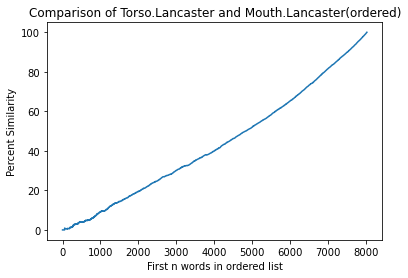 Comparison of Torso.Lancaster and Mouth.Lancaster(ordered)
100
80
60
40
20
0
Percent Similarity
0 1000 2000 3000 4000 5000 6000 7000 8000
First n words in ordered list